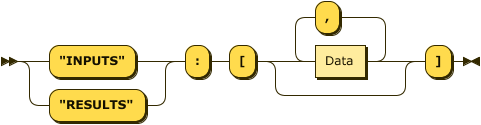 ,
"INPUTS" : [ Data ]
"RESULTS"